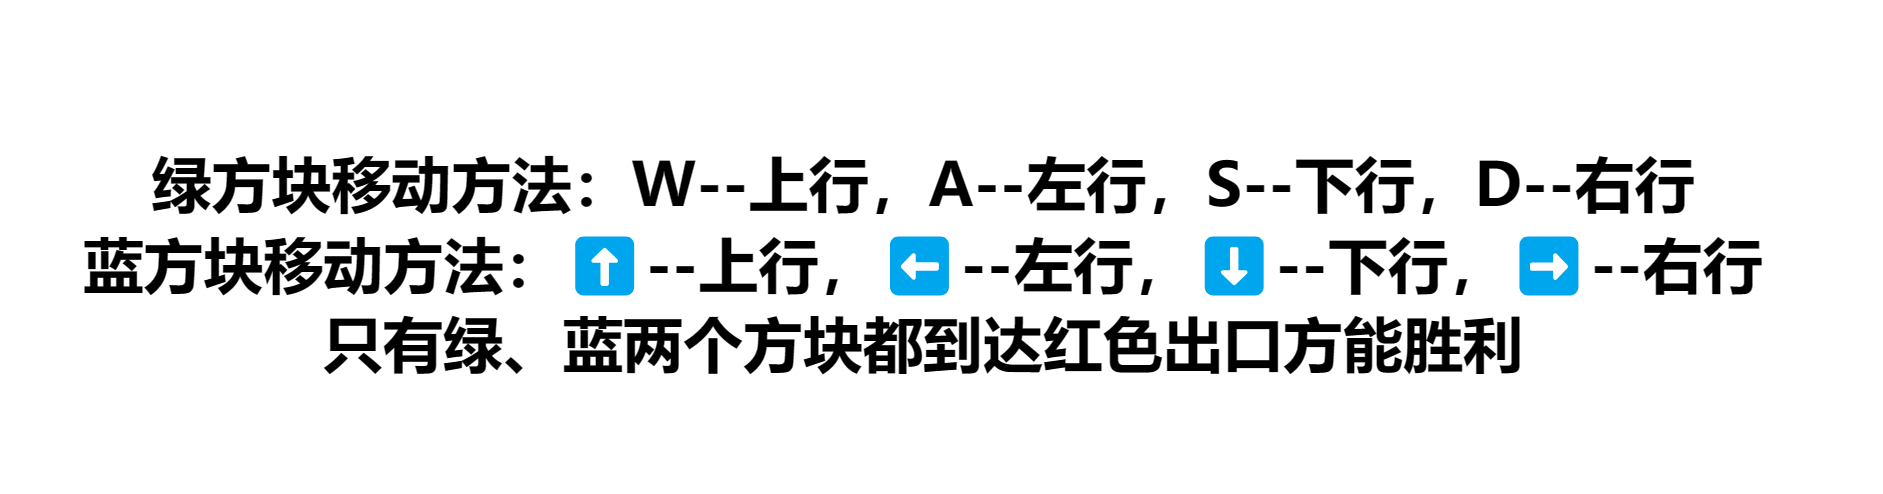 绿方块移动方法：W--上行，A--左行，S--下行，D--右行
蓝方块移动方法：⬆️--上行，⬅️--左行，⬇️--下行，➡️--右行
只有绿、蓝两个方块都到达红色出口方能胜利